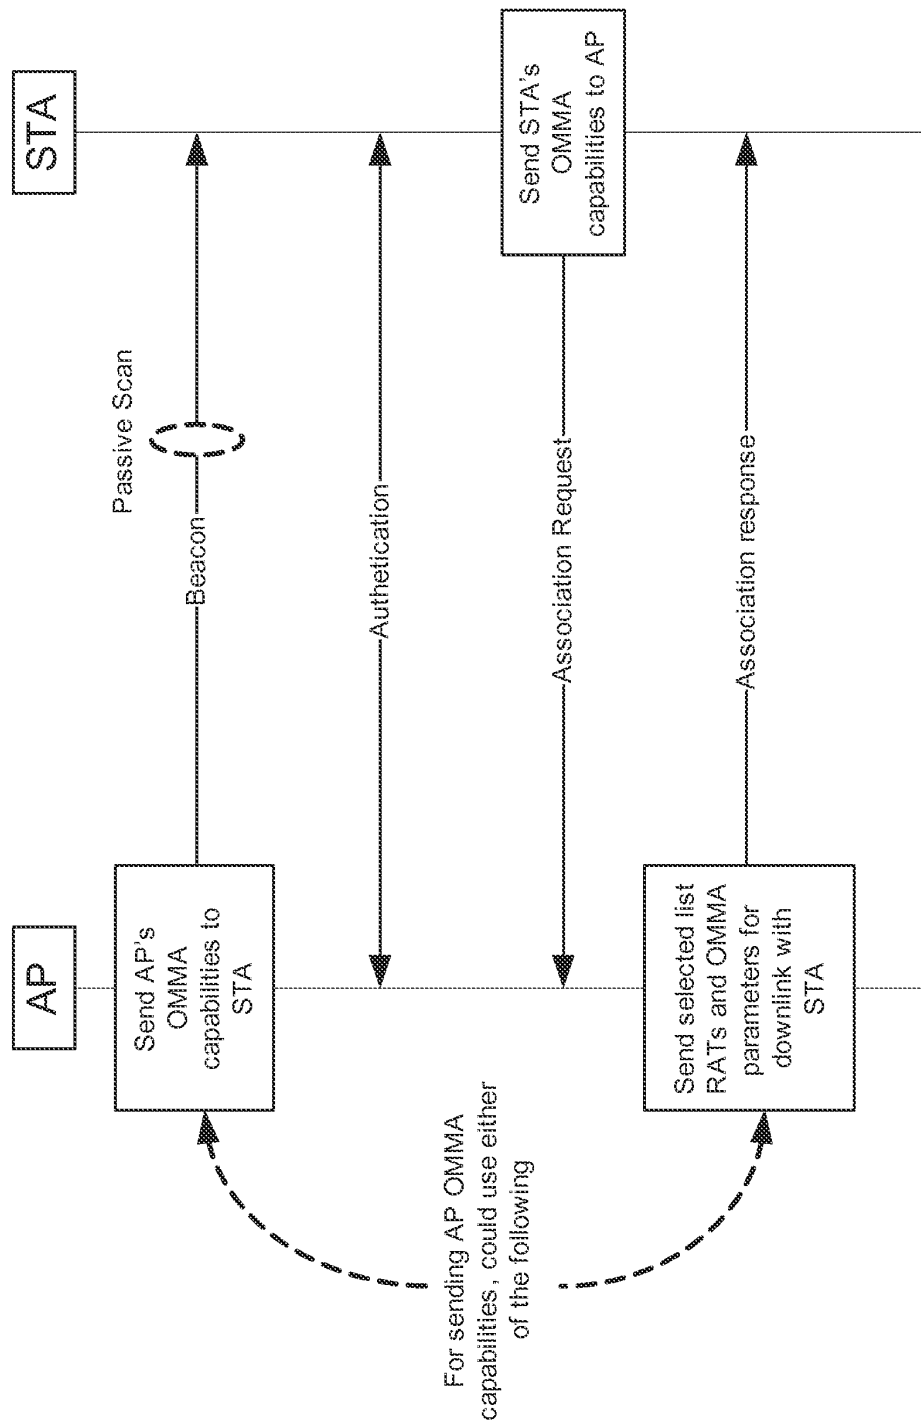 AP
STA
Send AP's
OMMA
capabilities to
STA
Passive Scan
Beacon
Authetication
Send STA's
OMMA
capabilities to AP
Association Request
For sending AP OMMA
capabilities, could use either
of the following
Send selected list
RATs and OMMA
parameters for
downlink with
STA
Association response